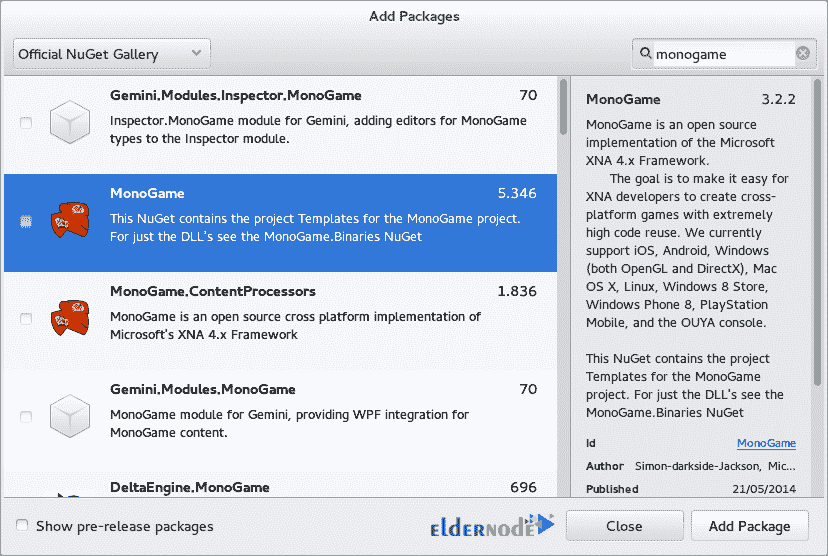 Add Packages
Official NuGet Gallery
monogame
Gemini.Modules.Inspector.MonoGame 70
Inspector.MonoGame module for Gemini, adding editors for MonoGame
types to the Inspector module.
MonoGame 5.346
This NuGet contains the project Templates for the MonoGame project.
For just the DLL's see the MonoGame.Binaries NuGet
MonoGame.ContentProcessors 1.836
MonoGame is an open source cross platform implementation of
Microsoft's XNA 4.x Framework
Gemini.Modules.MonoGame 70
MonoGame module for Gemini, providing WPF integration for
MonoGame content.
DeltaEngine.MonoGame 696
MonoGame 3.2.2
MonoGame is an open source
implementation of the Microsoft
XNA 4.x Framework.
The goal is to make it easy for
XNA developers to create cross-
platform games with extremely
high code reuse. We currently
support iOS, Android, Windows
(both OpenGL and DirectX), Mac
OS X, Linux, Windows 8 Store,
Windows Phone 8, PlayStation
Mobile, and the OUYA console.
This NuGet contains the project
Templates for the MonoGame
project. For just the DLL's see the
MonoGame.Binaries NuGet
Id MonoGame
Author Simon-darkside-Jackson, Mic...
Published 21/05/2014
Show pre-release packages
eldernode
Close
Add Package